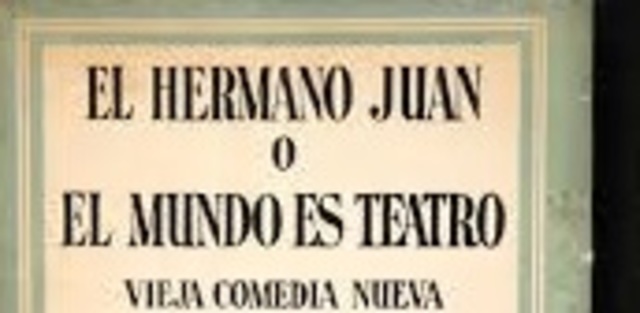 EL HERMANO JUAN
O
EL MUNDO ES TEATRO
VIEJA COMEDIA NUEVA